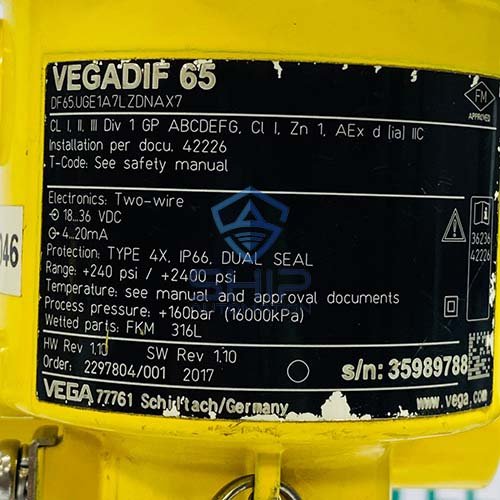 VEGADIF 65
DF65.UGE1A7LZDNAX7
FM
APPROVED
CL I, II, III Div 1 GP ABCDEFG, Cl I, Zn 1, AEx d [ia] IIC
Installation per docu. 42226
T-Code: See safety manual
Electronics: Two-wire
18...36 VDC
4...20mA
Protection: TYPE 4X, IP66, DUAL SEAL
Range: +240 psi / +2400 psi
Temperature: see manual and approval documents
Process pressure: +160bar (16000kPa)
Wetted parts: FKM 316L
36236
42226
HW Rev 1.10 SW Rev 1.10
Order: 2297804/001 2017
s/n: 35989788
VEGA 77761 Schiltach/Germany
www.vega.com
046
SHIP